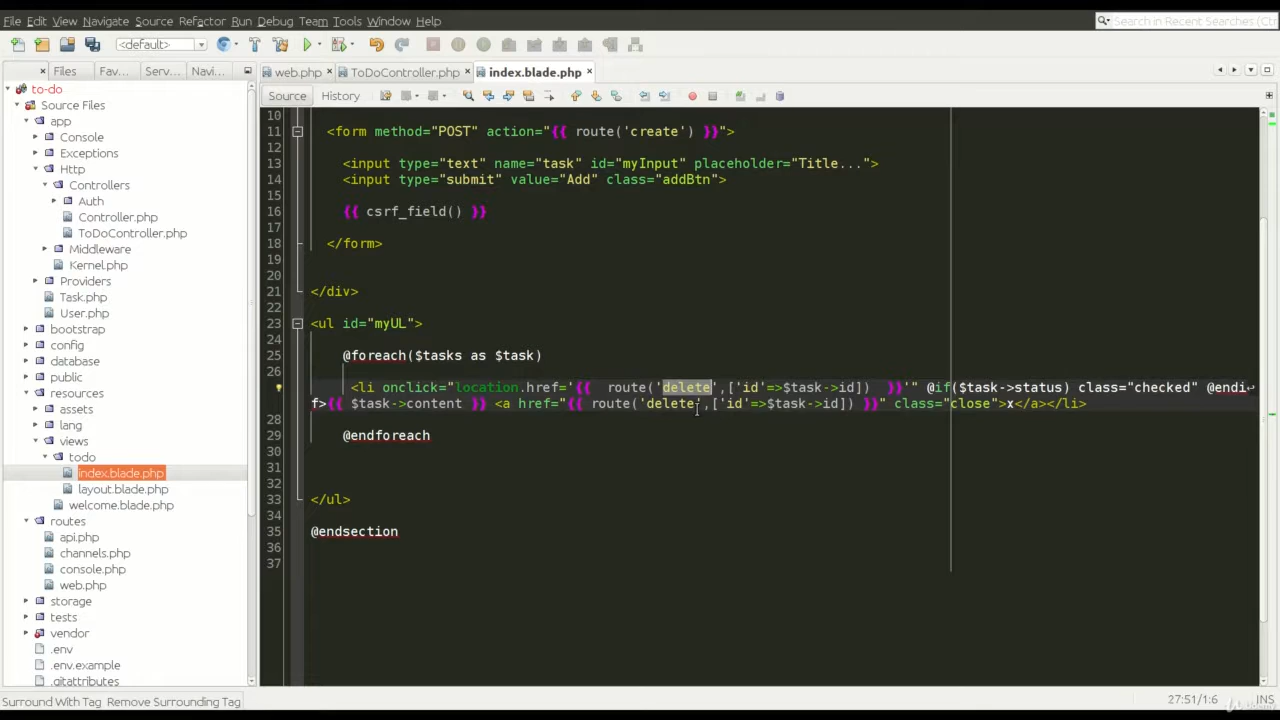 File Edit View Navigate Source Refactor Run Debug Team Tools Window Help
Search in Recent Searches (Ctr
<default>
Files Fav... Serv... Navi...
web.php ToDoController.php index.blade.php
Source History
to-do
Source Files
app
Console
Exceptions
Http
Controllers
Auth
Controller.php
ToDoController.php
Middleware
Kernel.php
Providers
Task.php
User.php
bootstrap
config
database
public
resources
assets
lang
views
todo
index.blade.php
layout.blade.php
welcome.blade.php
routes
api.php
channels.php
console.php
web.php
storage
tests
vendor
.env
.env.example
.gitattributes
10
11 <form method="POST" action="{{ route('create') }}">
12
13 <input type="text" name="task" id="myInput" placeholder="Title...">
14 <input type="submit" value="Add" class="addBtn">
15
16 {{ csrf_field() }}
17
18 </form>
19
20
21 </div>
22
23 <ul id="myUL">
24
25 @foreach($tasks as $task)
26
<li onclick="location.href='{{  route('delete',['id'=>$task->id])  }}'" @if($task->status) class="checked" @endi
f>{{ $task->content }} <a href="{{ route('delete',['id'=>$task->id]) }}" class="close">x</a></li>
28
29 @endforeach
30
31
32
33 </ul>
34
35 @endsection
36
37
Surround With Tag Remove Surrounding Tag
27:51/1:6 INS